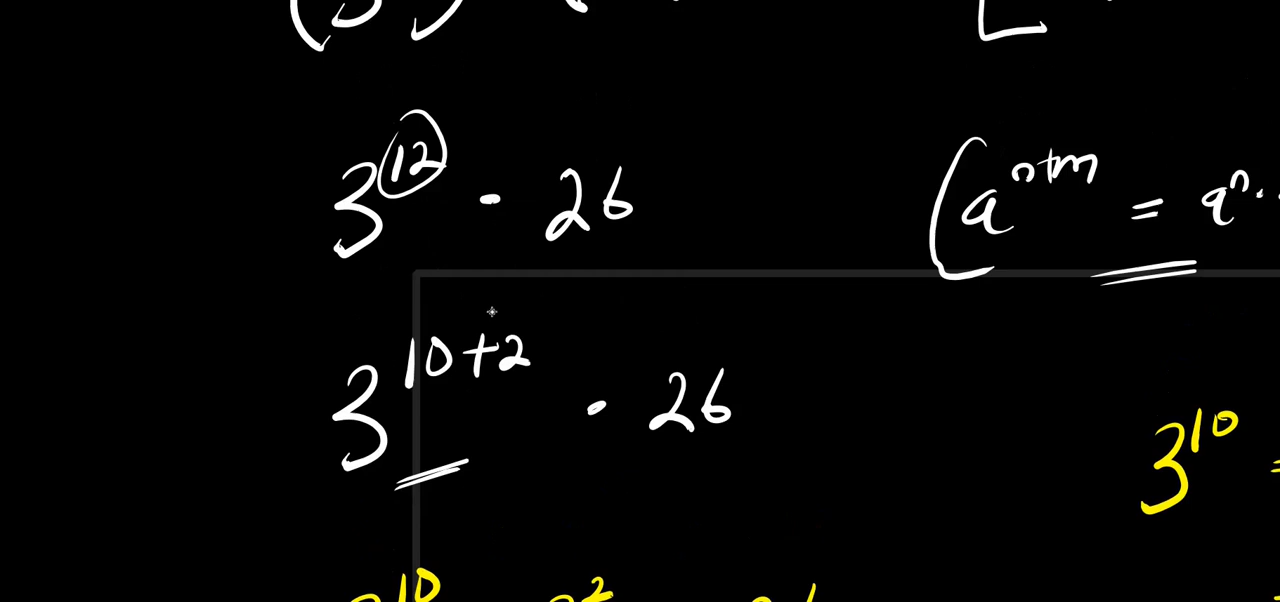 3^12 · 26
(a^n+m = a^n ·
3^10+2 · 26
3^10